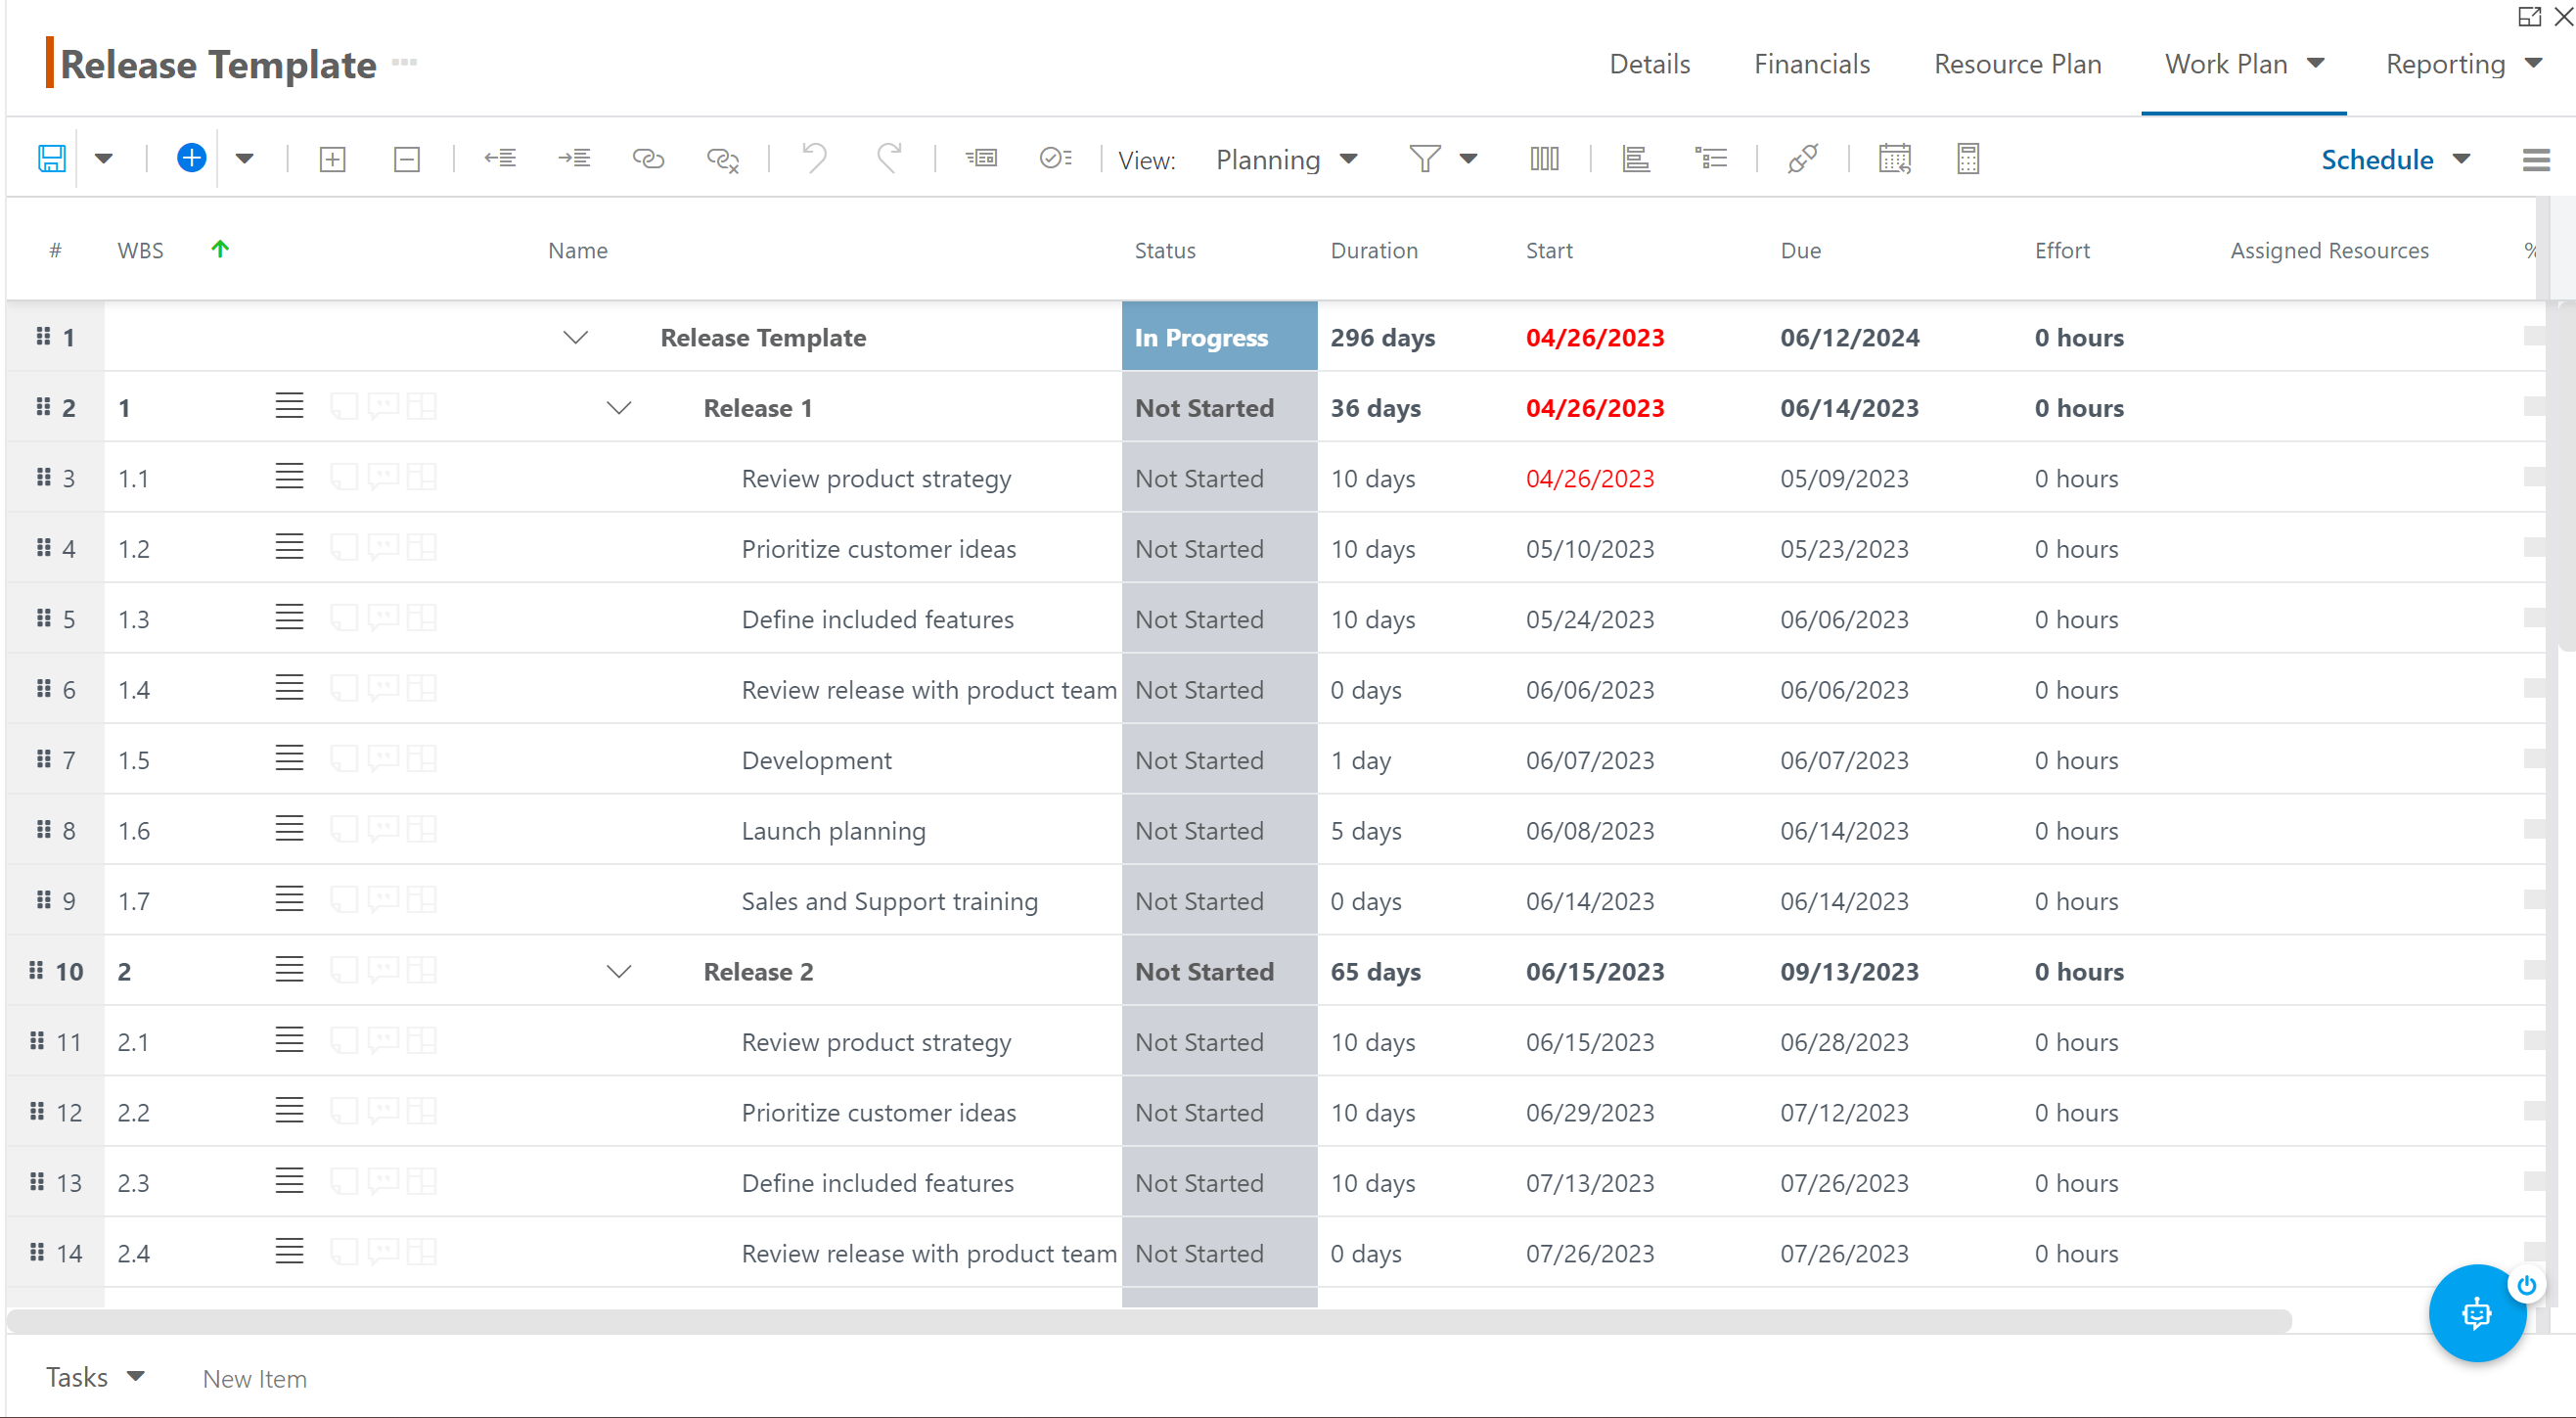 Release Template
Details Financials Resource Plan Work Plan Reporting
View: Planning Schedule
# WBS Name Status Duration Start Due Effort Assigned Resources %
1 Release Template In Progress 296 days 04/26/2023 06/12/2024 0 hours
2 1 Release 1 Not Started 36 days 04/26/2023 06/14/2023 0 hours
3 1.1 Review product strategy Not Started 10 days 04/26/2023 05/09/2023 0 hours
4 1.2 Prioritize customer ideas Not Started 10 days 05/10/2023 05/23/2023 0 hours
5 1.3 Define included features Not Started 10 days 05/24/2023 06/06/2023 0 hours
6 1.4 Review release with product team Not Started 0 days 06/06/2023 06/06/2023 0 hours
7 1.5 Development Not Started 1 day 06/07/2023 06/07/2023 0 hours
8 1.6 Launch planning Not Started 5 days 06/08/2023 06/14/2023 0 hours
9 1.7 Sales and Support training Not Started 0 days 06/14/2023 06/14/2023 0 hours
10 2 Release 2 Not Started 65 days 06/15/2023 09/13/2023 0 hours
11 2.1 Review product strategy Not Started 10 days 06/15/2023 06/28/2023 0 hours
12 2.2 Prioritize customer ideas Not Started 10 days 06/29/2023 07/12/2023 0 hours
13 2.3 Define included features Not Started 10 days 07/13/2023 07/26/2023 0 hours
14 2.4 Review release with product team Not Started 0 days 07/26/2023 07/26/2023 0 hours
Tasks New Item